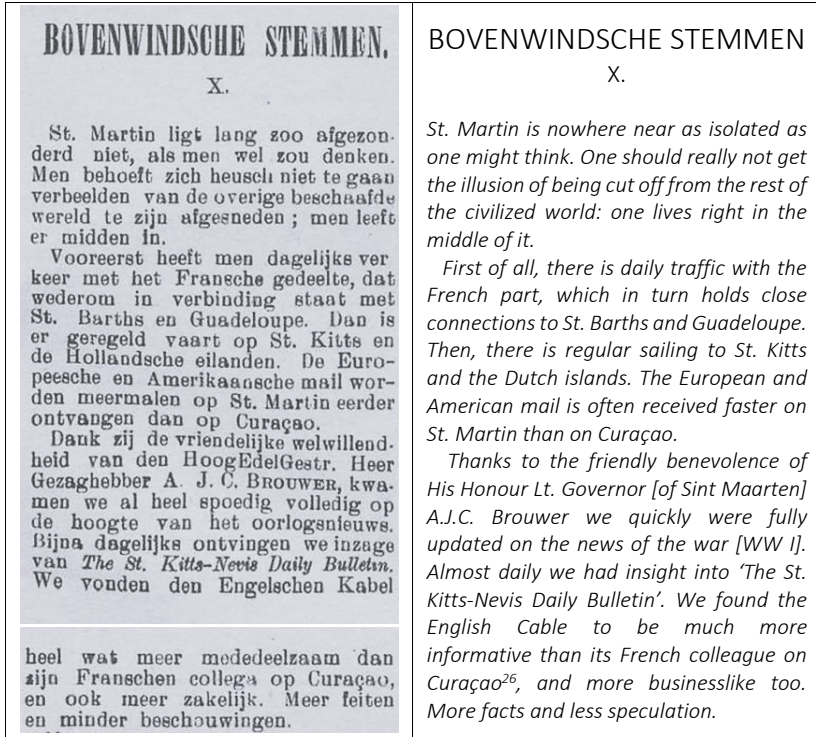 BOVENWINDSCHE STEMMEN.
X.
St. Martin ligt lang zoo afgezon-
derd niet, als men wel zou denken.
Men behoeft zich heusch niet te gaan
verbeelden van de overige beschaafde
wereld te zijn afgesneden ; men leeft
er midden in.
Vooreerst heeft men dagelijks ver
keer met het Fransche gedeelte, dat
wederom in verbinding staat met
St. Barths en Guadeloupe. Dan is
er geregeld vaart op St. Kitts en
de Hollandsche eilanden. De Euro-
peesche en Amerikaansche mail wor-
den meermalen op St. Martin eerder
ontvangen dan op Curaçao.
Dank zij de vriendelijke welwillend-
heid van den HoogEdelGestr. Heer
Gezaghebber A. J. C. BROUWER, kwa-
men we al heel spoedig volledig op
de hoogte van het oorlogsnieuws.
Bijna dagelijks ontvingen we inzage
van The St. Kitts-Nevis Daily Bulletin.
We vonden den Engelschen Kabel
heel wat meer mededeelzaam dan
zijn Franschen collega op Curaçao,
en ook meer zakelijk. Meer feiten
en minder beschouwingen.
BOVENWINDSCHE STEMMEN
X.
St. Martin is nowhere near as isolated as
one might think. One should really not get
the illusion of being cut off from the rest of
the civilized world: one lives right in the
middle of it.
First of all, there is daily traffic with the
French part, which in turn holds close
connections to St. Barths and Guadeloupe.
Then, there is regular sailing to St. Kitts
and the Dutch islands. The European and
American mail is often received faster on
St. Martin than on Curaçao.
Thanks to the friendly benevolence of
His Honour Lt. Governor [of Sint Maarten]
A.J.C. Brouwer we quickly were fully
updated on the news of the war [WW I].
Almost daily we had insight into ‘The St.
Kitts-Nevis Daily Bulletin’. We found the
English Cable to be much more
informative than its French colleague on
Curaçao26, and more businesslike too.
More facts and less speculation.